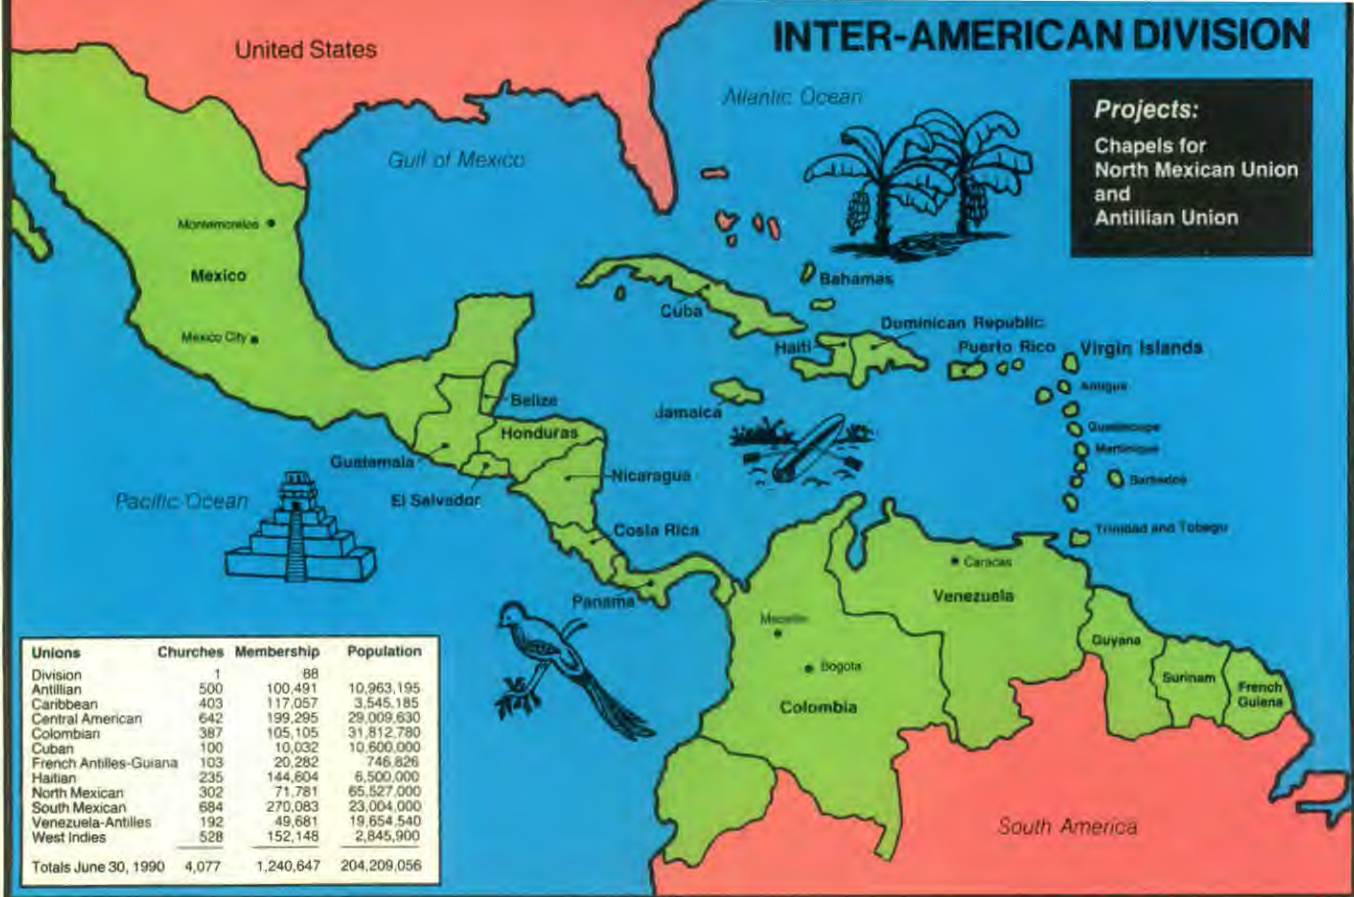 INTER-AMERICAN DIVISION
United States
Atlantic Ocean
Projects:
Chapels for
North Mexican Union
and
Antillian Union
Gulf of Mexico
Montemorelos
Mexico
Bahamas
Cuba
Mexico City
Dominican Republic
Haiti
Puerto Rico
Virgin Islands
Antigua
Belize
Jamaica
Honduras
Guadeloupe
Martinique
Guatemala
Nicaragua
Barbados
El Salvador
Pacific Ocean
Costa Rica
Trinidad and Tobago
Caracas
Panama
Venezuela
Medellin
Guyana
Bogota
Surinam
French
Guiana
Colombia
South America
Unions Churches Membership Population
Division 1 88
Antillian 500 100,491 10,963,195
Caribbean 403 117,057 3,545,185
Central American 642 199,295 29,009,630
Colombian 387 105,105 31,812,780
Cuban 100 10,032 10,600,000
French Antilles-Guiana 103 20,282 746,826
Haitian 235 144,604 6,500,000
North Mexican 302 71,781 65,527,000
South Mexican 684 270,083 23,004,000
Venezuela-Antilles 192 49,681 19,654,540
West Indies 528 152,148 2,845,900
Totals June 30, 1990 4,077 1,240,647 204,209,056